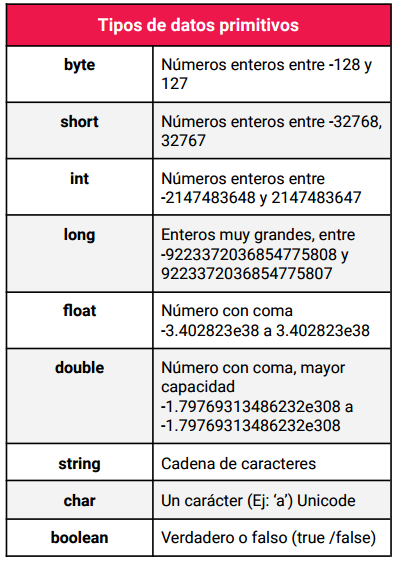 Tipos de datos primitivos
byte
Números enteros entre -128 y
127
short
Números enteros entre -32768,
32767
int
Números enteros entre
-2147483648 y 2147483647
long
Enteros muy grandes, entre
-9223372036854775808 y
9223372036854775807
float
Número con coma
-3.402823e38 a 3.402823e38
double
Número con coma, mayor
capacidad
-1.79769313486232e308 a
-1.79769313486232e308
string
Cadena de caracteres
char
Un carácter (Ej: ‘a’) Unicode
boolean
Verdadero o falso (true /false)